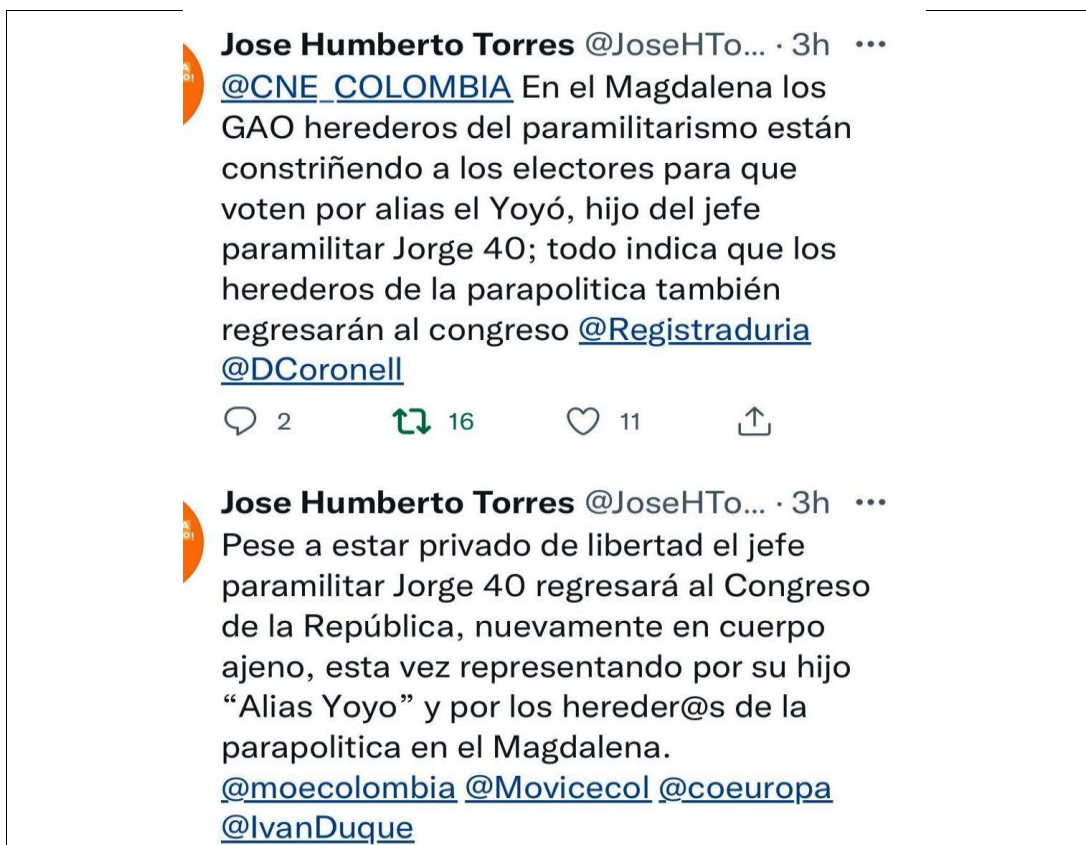 Jose Humberto Torres @JoseHTo... · 3h ...
@CNE_COLOMBIA En el Magdalena los
GAO herederos del paramilitarismo están
constriñendo a los electores para que
voten por alias el Yoyó, hijo del jefe
paramilitar Jorge 40; todo indica que los
herederos de la parapolitica también
regresarán al congreso @Registraduria
@DCoronell
2 16 11
Jose Humberto Torres @JoseHTo... · 3h ...
Pese a estar privado de libertad el jefe
paramilitar Jorge 40 regresará al Congreso
de la República, nuevamente en cuerpo
ajeno, esta vez representando por su hijo
“Alias Yoyo” y por los hereder@s de la
parapolitica en el Magdalena.
@moecolombia @Movicecol @coeuropa
@IvanDuque